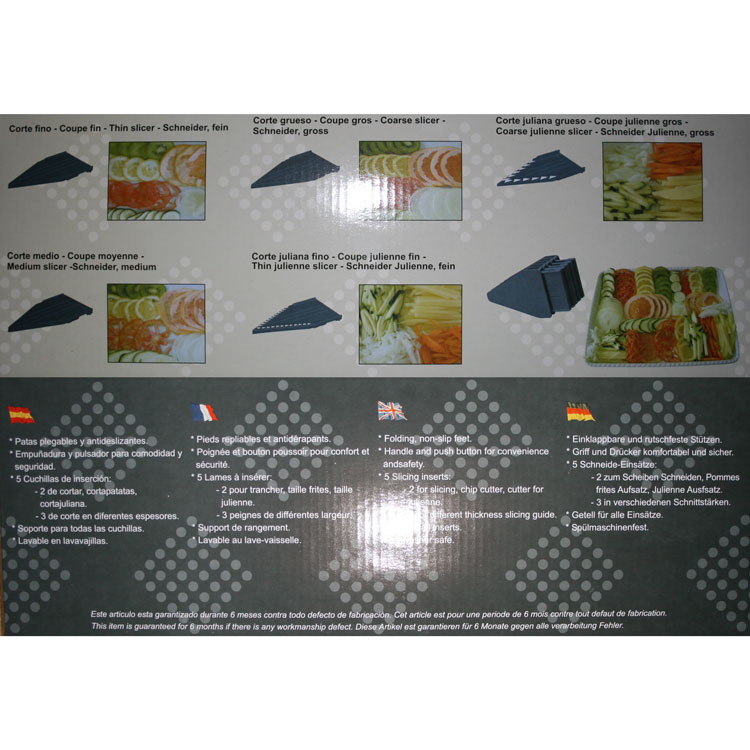 Corte fino - Coupe fin - Thin slicer - Schneider, fein
Corte grueso - Coupe gros - Coarse slicer -
Schneider, gross
Corte juliana grueso - Coupe julienne gros -
Coarse julienne slicer - Schneider Julienne, gross
Corte medio - Coupe moyenne -
Medium slicer -Schneider, medium
Corte juliana fino - Coupe julienne fin -
Thin julienne slicer - Schneider Julienne, fein
* Patas plegables y antideslizantes.
* Empuñadura y pulsador para comodidad y
seguridad.
* 5 Cuchillas de inserción:
- 2 de cortar, cortapatatas,
cortajuliana.
- 3 de corte en diferentes espesores.
* Soporte para todas las cuchillas.
* Lavable en lavavajillas.
* Pieds repliables et antidérapants.
* Poignée et bouton poussoir pour confort et
sécurité.
* 5 Lames à insérer:
- 2 pour trancher, taille frites, taille
julienne.
- 3 peignes de différentes largeur.
* Support de rangement.
* Lavable au lave-vaisselle.
* Folding, non-slip feet.
* Handle and push button for convenience
andsafety.
* 5 Slicing inserts:
- 2 for slicing, chip cutter, cutter for
thickness slicing guide.
inserts.
safe.
* Einklappbare und rutschfeste Stützen.
* Griff und Drücker komfortabel und sicher.
* 5 Schneide-Einsätze:
- 2 zum Scheiben Schneiden, Pommes
frites Aufsatz, Julienne Ausfsatz.
- 3 in verschiedenen Schnittstärken.
* Getell für alle Einsätze.
* Spülmaschinenfest.
Este articulo esta garantizado durante 6 meses contra todo defecto de fabricación. Cet article est pour une periode de 6 mois contre tout defaut de fabrication.
This item is guaranteed for 6 months if there is any workmanship defect. Diese Artikel est garantieren für 6 Monate gegen alle verarbeitung Fehler.